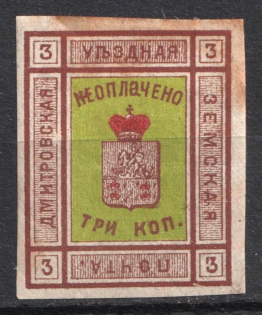 3 УѢЗДНАЯ 3
НЕОПЛАЧЕНО
ДМИТРОВСКАЯ
ЗЕМСКАЯ
ТРИ КОП.
3 ПОЧТА. 3